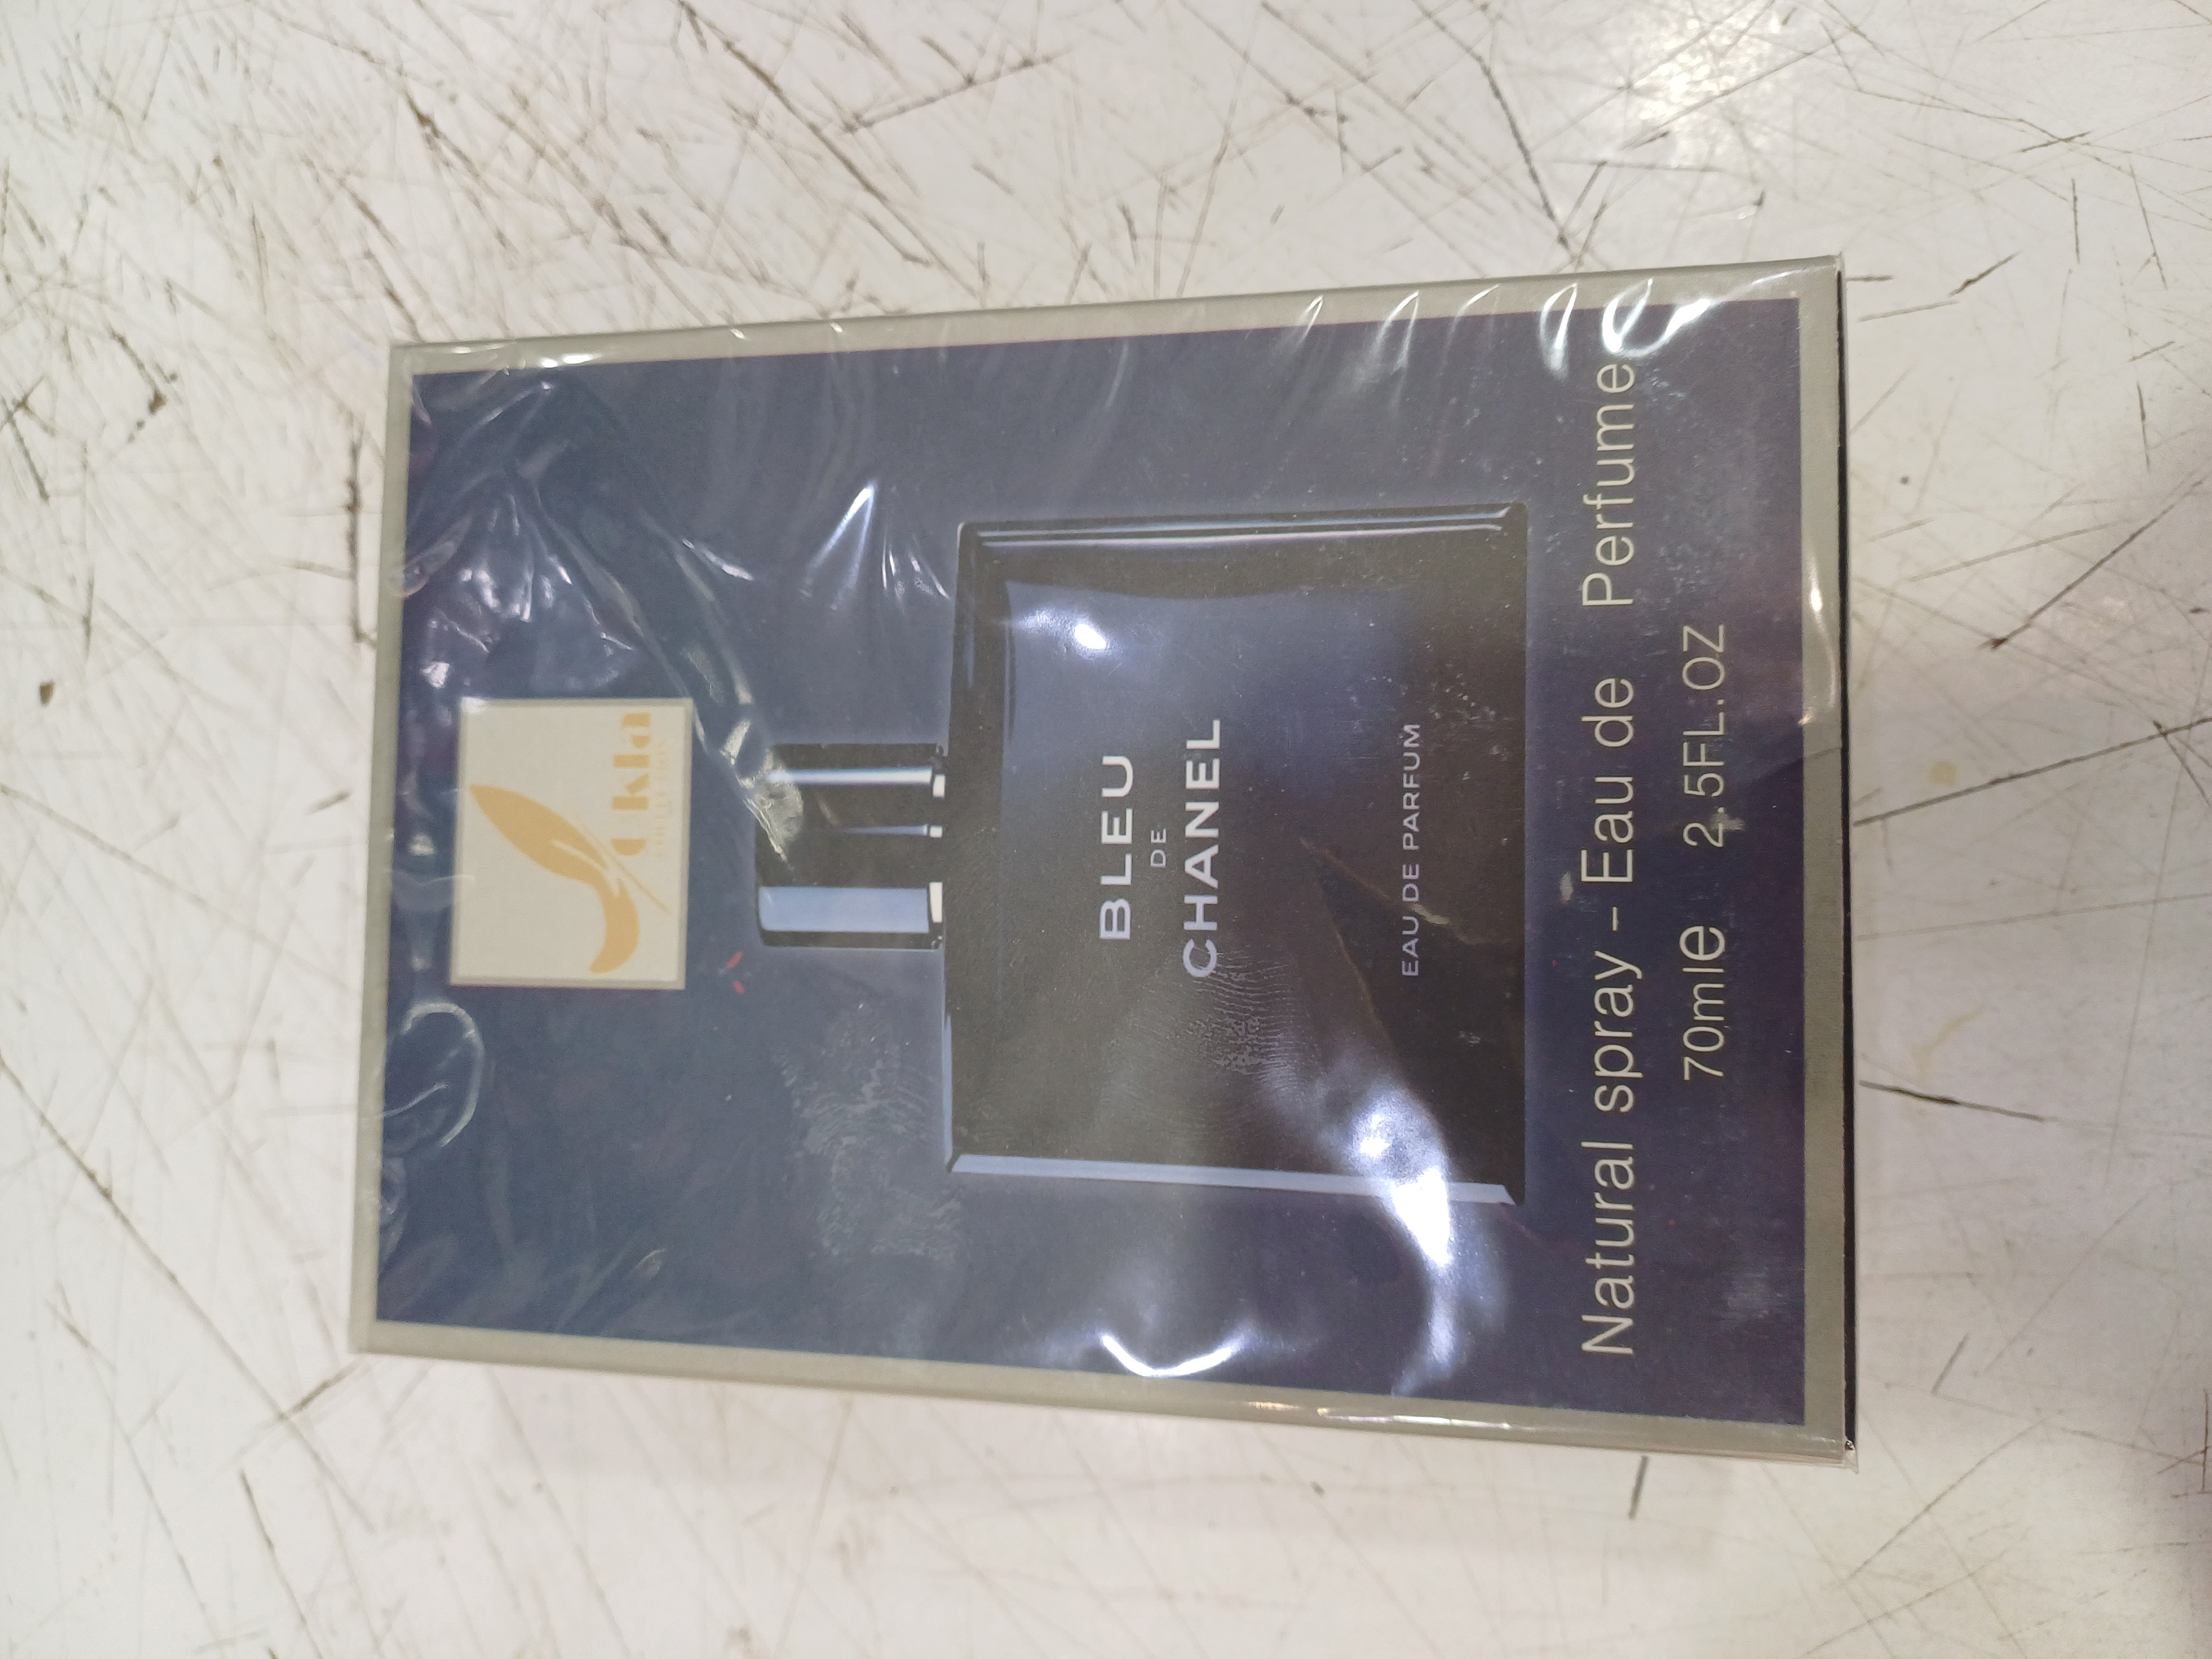 BLEU
DE
CHANEL
EAU DE PARFUM
Natural spray - Eau de Perfume
70mle 2.5FL.OZ